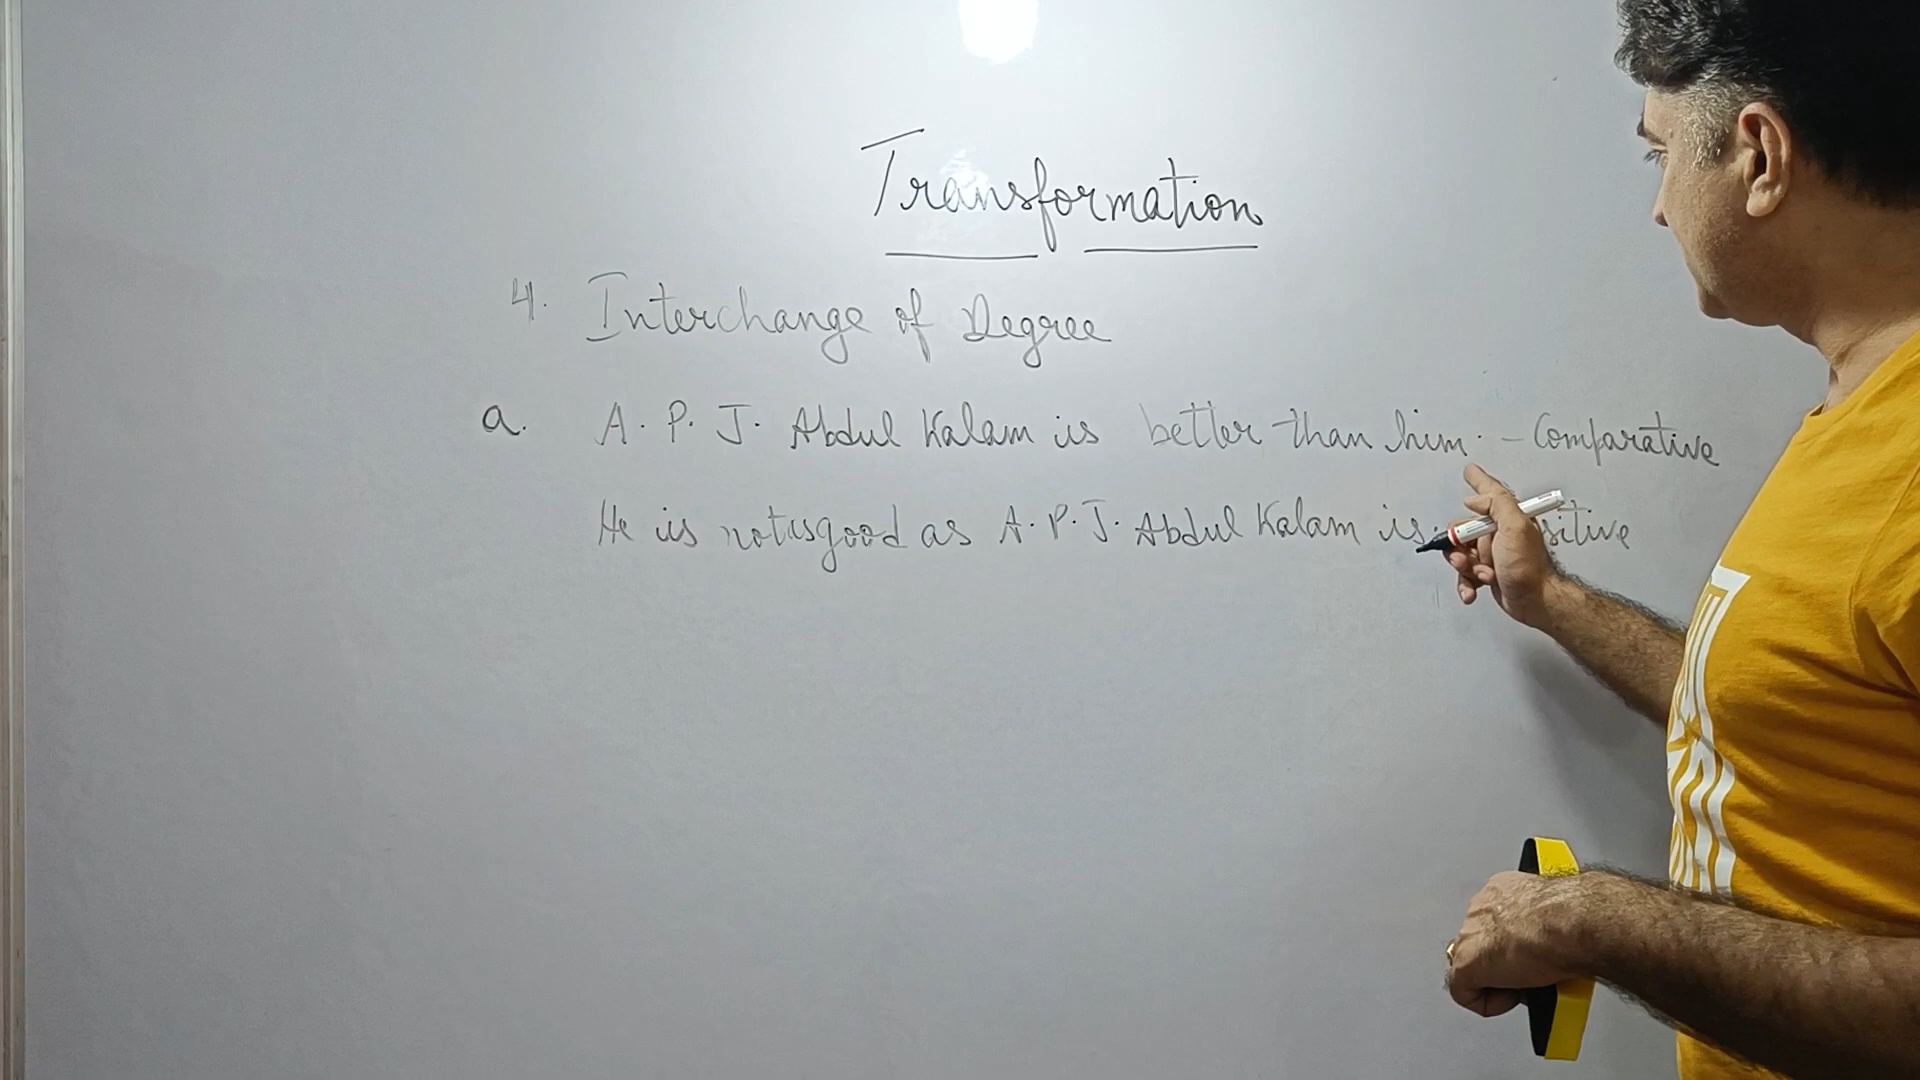 Transformation
4. Interchange of Degree
a. A. P. J. Abdul Kalam is better than him. - Comparative
He is not as good as A. P. J. Abdul Kalam is.